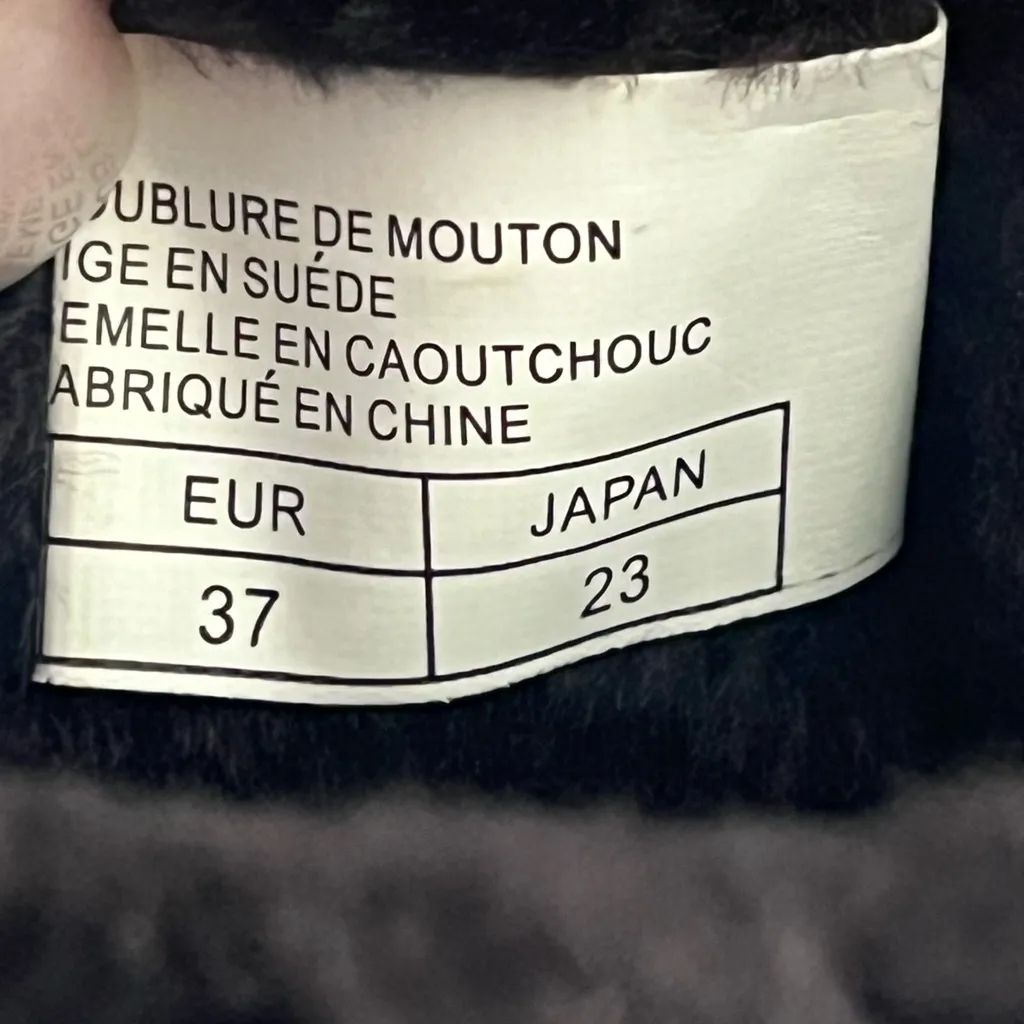 OUBLURE DE MOUTON
IGE EN SUÉDE
EMELLE EN CAOUTCHOUC
ABRIQUÉ EN CHINE
EUR JAPAN
37 23